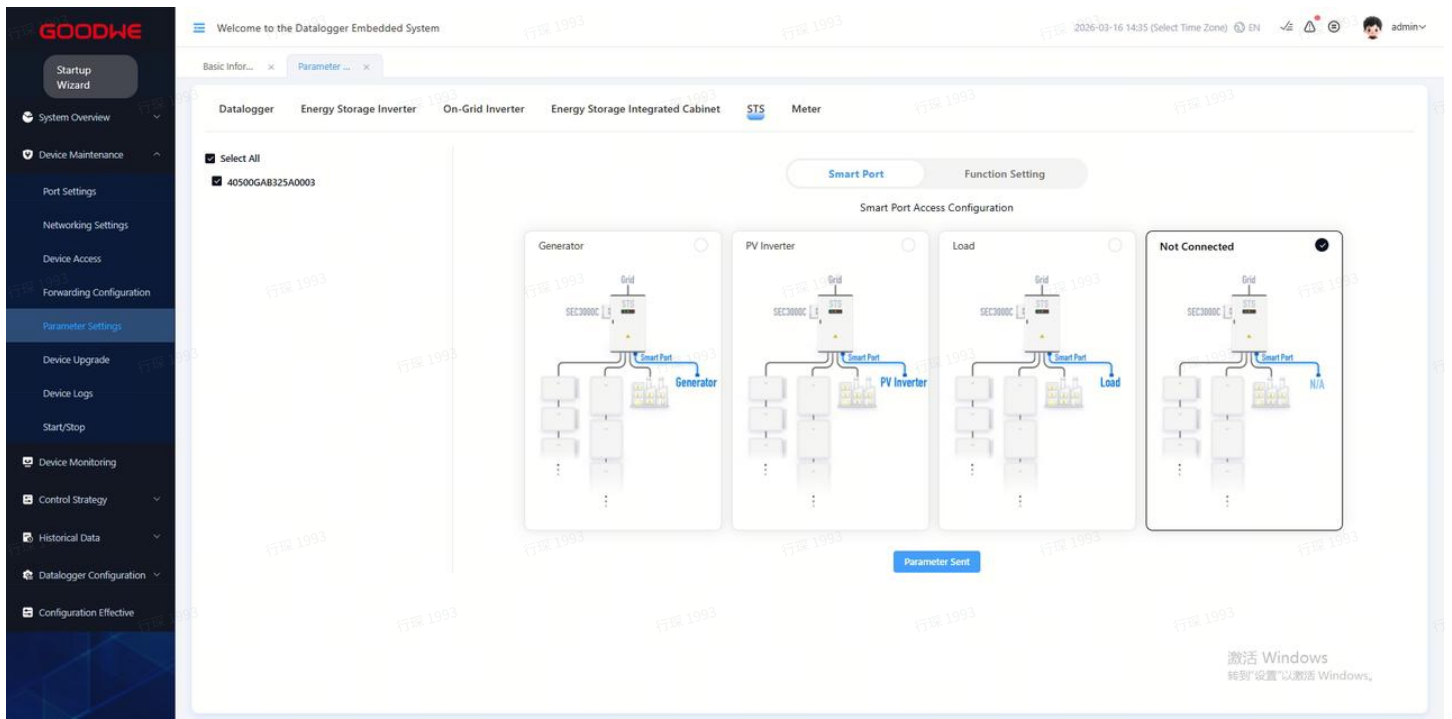 GOODWE
Welcome to the Datalogger Embedded System
2026-03-16 14:35 (Select Time Zone) EN
admin
Startup
Wizard
Basic Infor... ×
Parameter ... ×
System Overview
Device Maintenance
Port Settings
Networking Settings
Device Access
Forwarding Configuration
Parameter Settings
Device Upgrade
Device Logs
Start/Stop
Device Monitoring
Control Strategy
Historical Data
Datalogger Configuration
Configuration Effective
Datalogger Energy Storage Inverter On-Grid Inverter Energy Storage Integrated Cabinet STS Meter
Select All
40500GAB325A0003
Smart Port Function Setting
Smart Port Access Configuration
Generator
Grid
STS
SEC3000C
Smart Port
Generator
PV Inverter
Grid
STS
SEC3000C
Smart Port
PV Inverter
Load
Grid
STS
SEC3000C
Smart Port
Load
Not Connected
Grid
STS
SEC3000C
Smart Port
N/A
Parameter Sent
激活 Windows
转到"设置"以激活 Windows。
行琛 1993